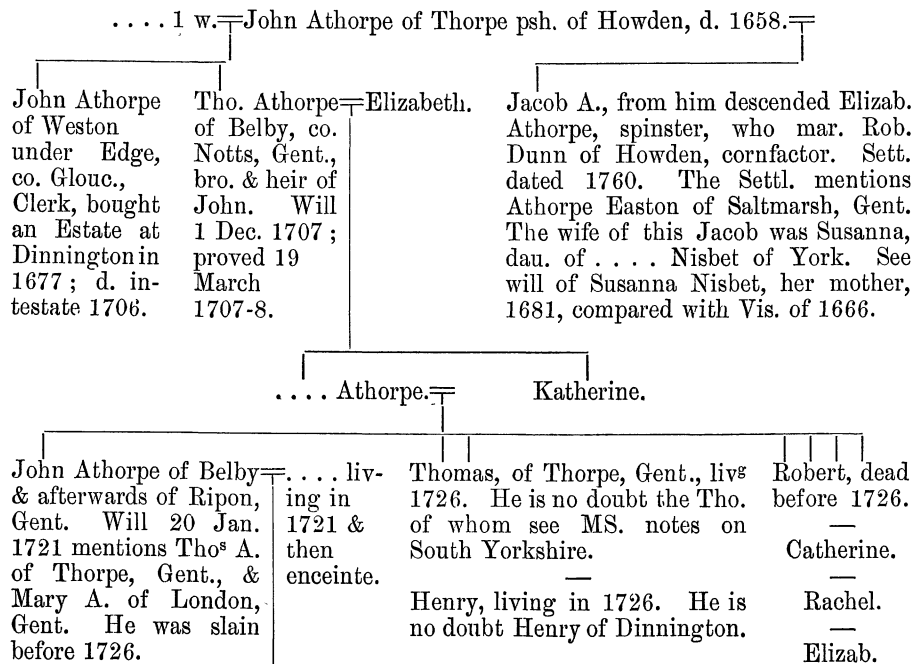 . . . . 1 w.╤John Athorpe of Thorpe psh. of Howden, d. 1658.╤
John Athorpe
of Weston
under Edge,
co. Glouc.,
Clerk, bought
an Estate at
Dinnington in
1677 ; d. in-
testate 1706.
Tho. Athorpe╤Elizabeth.
of Belby, co.
Notts, Gent.,
bro. & heir of
John. Will
1 Dec. 1707 ;
proved 19
March
1707-8.
Jacob A., from him descended Elizab.
Athorpe, spinster, who mar. Rob.
Dunn of Howden, cornfactor. Sett.
dated 1760. The Settl. mentions
Athorpe Easton of Saltmarsh, Gent.
The wife of this Jacob was Susanna,
dau. of . . . . Nisbet of York. See
will of Susanna Nisbet, her mother,
1681, compared with Vis. of 1666.
. . . . Athorpe.╤
Katherine.
John Athorpe of Belby╤
& afterwards of Ripon,
Gent. Will 20 Jan.
1721 mentions Thoˢ A.
of Thorpe, Gent., &
Mary A. of London,
Gent. He was slain
before 1726.
. . . . liv-
ing in
1721 &
then
enceinte.
Thomas, of Thorpe, Gent., livᵍ
1726. He is no doubt the Tho.
of whom see MS. notes on
South Yorkshire.
—
Henry, living in 1726. He is
no doubt Henry of Dinnington.
Robert, dead
before 1726.
—
Catherine.
—
Rachel.
—
Elizab.